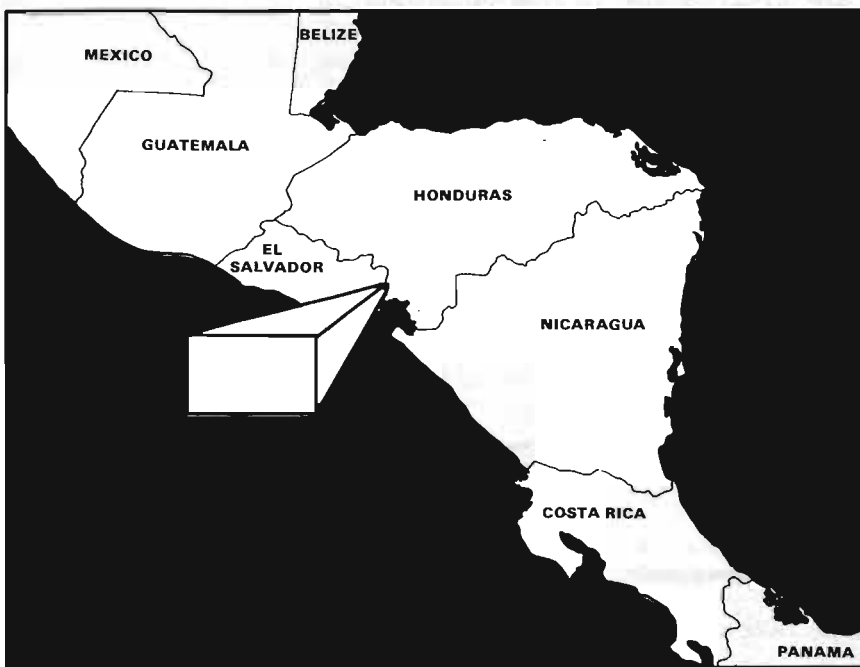 BELIZE
MEXICO
GUATEMALA
HONDURAS
EL
SALVADOR
NICARAGUA
COSTA RICA
PANAMA